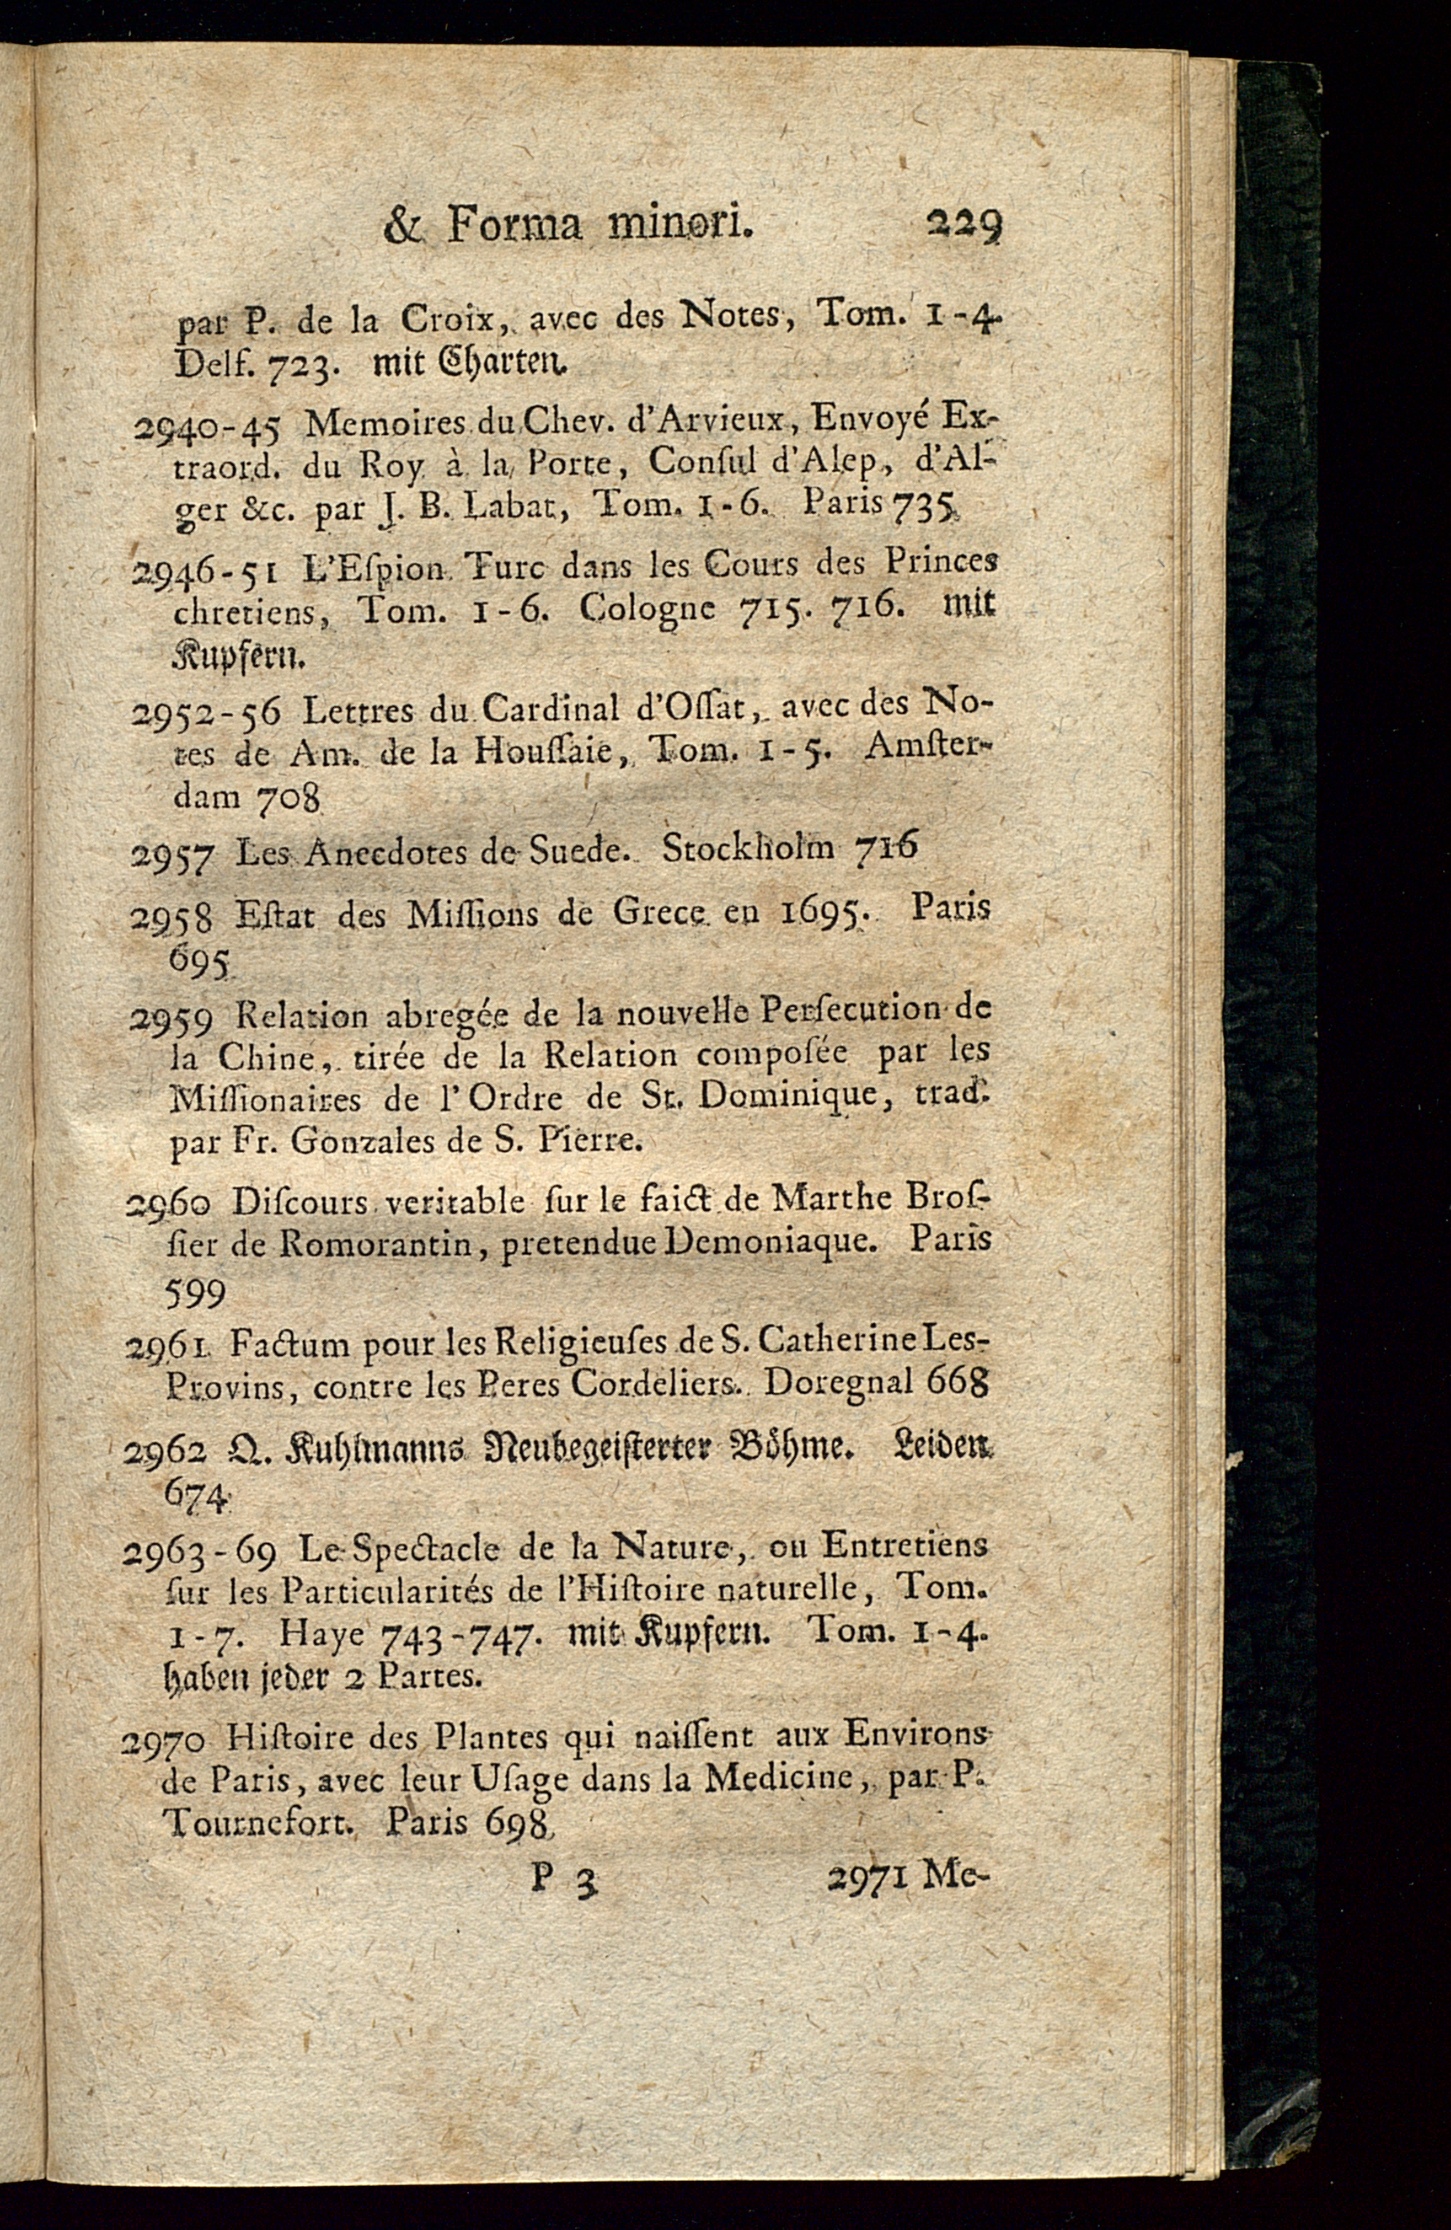 & Forma minori. 229
par P. de la Croix, avec des Notes, Tom. 1-4.
Delf. 723. mit Charten.
2940-45 Memoires du Chev. d'Arvieux, Envoyé Ex-
traord. du Roy à la Porte, Conſul d'Alep, d'Al-
ger &c. par J. B. Labat, Tom. 1-6. Paris 735
2946-51 L'Eſpion Turc dans les Cours des Princes
chretiens, Tom. 1-6. Cologne 715. 716. mit
Kupfern.
2952-56 Lettres du Cardinal d'Oſſat, avec des No-
tes de Am. de la Houſſaie, Tom. 1-5. Amſter-
dam 708
2957 Les Anecdotes de Suede. Stockholm 716
2958 Eſtat des Miſſions de Grece en 1695. Paris
695
2959 Relation abregée de la nouvelle Perſecution de
la Chine, tirée de la Relation compoſée par les
Miſſionaires de l'Ordre de St. Dominique, trad.
par Fr. Gonzales de S. Pierre.
2960 Diſcours veritable ſur le faict de Marthe Broſ-
ſier de Romorantin, pretendue Demoniaque. Paris
599
2961 Factum pour les Religieuſes de S. Catherine Les-
Provins, contre les Peres Cordeliers. Doregnal 668
2962 Q. Kuhlmanns Neubegeiſterter Böhme. Leiden
674
2963-69 Le Spectacle de la Nature, ou Entretiens
ſur les Particularités de l'Hiſtoire naturelle, Tom.
1-7. Haye 743-747. mit Kupfern. Tom. 1-4.
haben jeder 2 Partes.
2970 Hiſtoire des Plantes qui naiſſent aux Environs
de Paris, avec leur Uſage dans la Medicine, par P.
Tournefort. Paris 698
P 3 2971 Me-